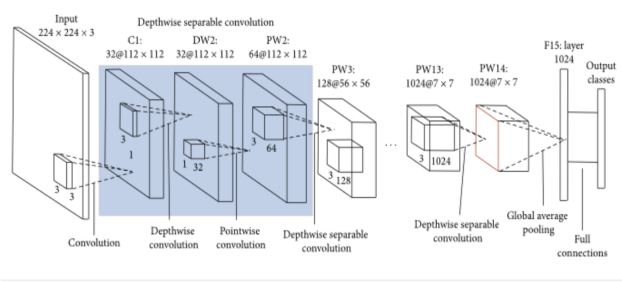 Input
224 × 224 × 3
Depthwise separable convolution
C1:
32@112 × 112
DW2:
32@112 × 112
PW2:
64@112 × 112
PW3:
128@56 × 56
PW13:
1024@7 × 7
PW14:
1024@7 × 7
F15: layer
1024
Output
classes
3
3
3
1
1
32
3
64
3
128
...
3
1024
Convolution
Depthwise
convolution
Pointwise
convolution
Depthwise separable
convolution
Depthwise separable
convolution
Global average
pooling
Full
connections